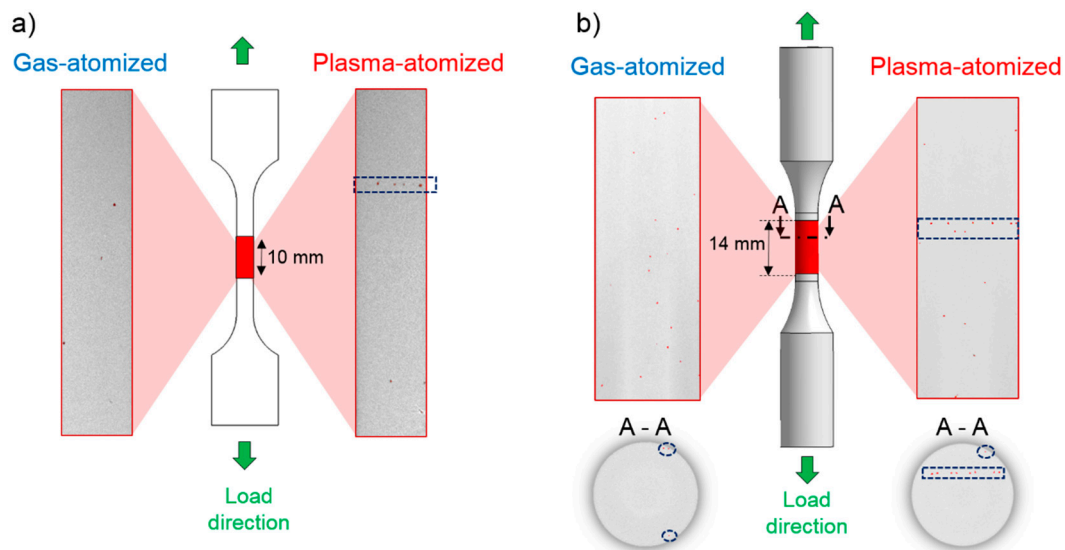 a)
Gas-atomized
Plasma-atomized
10 mm
Load
direction
b)
Gas-atomized
Plasma-atomized
A
A
14 mm
A - A
A - A
Load
direction